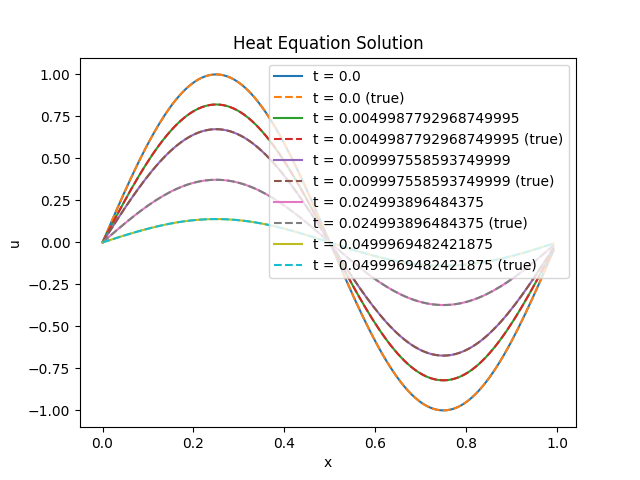 Heat Equation Solution
1.00
0.75
0.50
0.25
0.00
−0.25
−0.50
−0.75
−1.00
u
t = 0.0
t = 0.0 (true)
t = 0.0049987792968749995
t = 0.0049987792968749995 (true)
t = 0.009997558593749999
t = 0.009997558593749999 (true)
t = 0.024993896484375
t = 0.024993896484375 (true)
t = 0.0499969482421875
t = 0.0499969482421875 (true)
0.0 0.2 0.4 0.6 0.8 1.0
x